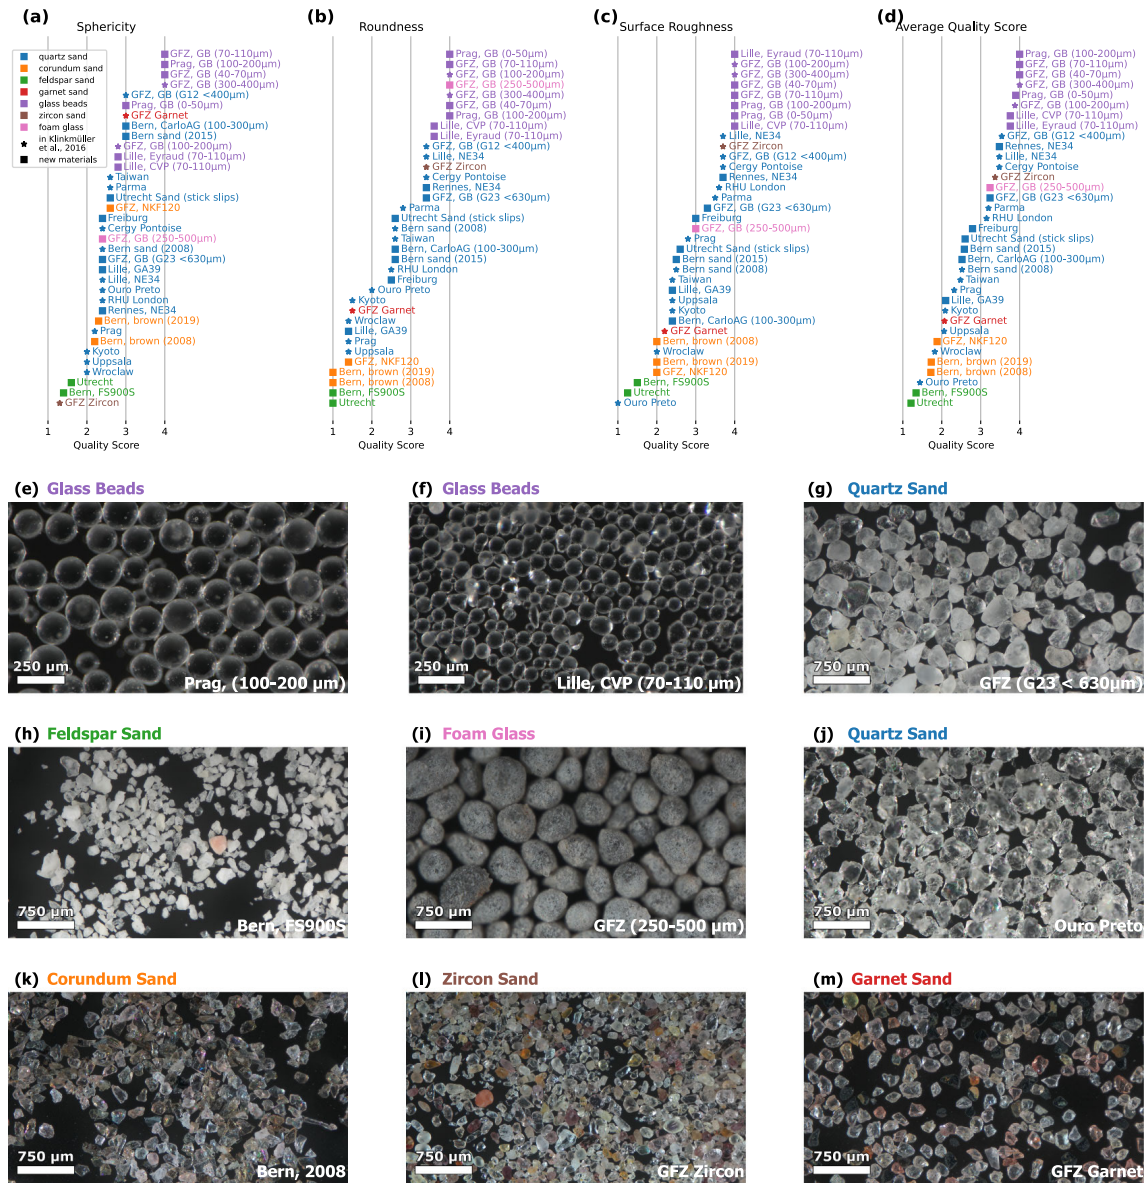 (a)
Sphericity
quartz sand
corundum sand
feldspar sand
garnet sand
glass beads
zircon sand
foam glass
in Klinkmüller
et al., 2016
new materials
GFZ, GB (70-110μm)
Prag, GB (100-200μm)
GFZ, GB (40-70μm)
GFZ, GB (300-400μm)
GFZ, GB (G12 <400μm)
Prag, GB (0-50μm)
GFZ Garnet
Bern, CarloAG (100-300μm)
Bern sand (2015)
GFZ, GB (100-200μm)
Lille, Eyraud (70-110μm)
Lille, CVP (70-110μm)
Taiwan
Parma
Utrecht Sand (stick slips)
GFZ, NKF120
Freiburg
Cergy Pontoise
GFZ, GB (250-500μm)
Bern sand (2008)
GFZ, GB (G23 <630μm)
Lille, GA39
Lille, NE34
Ouro Preto
RHU London
Rennes, NE34
Bern, brown (2019)
Prag
Bern, brown (2008)
Kyoto
Uppsala
Wroclaw
Utrecht
Bern, FS900S
GFZ Zircon
1 2 3 4
Quality Score
(b)
Roundness
Prag, GB (0-50μm)
GFZ, GB (70-110μm)
GFZ, GB (100-200μm)
GFZ, GB (250-500μm)
GFZ, GB (300-400μm)
GFZ, GB (40-70μm)
Prag, GB (100-200μm)
Lille, CVP (70-110μm)
Lille, Eyraud (70-110μm)
GFZ, GB (G12 <400μm)
Lille, NE34
GFZ Zircon
Cergy Pontoise
Rennes, NE34
GFZ, GB (G23 <630μm)
Parma
Utrecht Sand (stick slips)
Bern sand (2008)
Taiwan
Bern, CarloAG (100-300μm)
Bern sand (2015)
RHU London
Freiburg
Ouro Preto
Kyoto
GFZ Garnet
Wroclaw
Lille, GA39
Prag
Uppsala
GFZ, NKF120
Bern, brown (2019)
Bern, brown (2008)
Bern, FS900S
Utrecht
1 2 3 4
Quality Score
(c)
Surface Roughness
Lille, Eyraud (70-110μm)
GFZ, GB (100-200μm)
GFZ, GB (300-400μm)
GFZ, GB (40-70μm)
GFZ, GB (70-110μm)
Prag, GB (100-200μm)
Prag, GB (0-50μm)
Lille, CVP (70-110μm)
Lille, NE34
GFZ Zircon
GFZ, GB (G12 <400μm)
Cergy Pontoise
Rennes, NE34
RHU London
Parma
GFZ, GB (G23 <630μm)
Freiburg
GFZ, GB (250-500μm)
Prag
Utrecht Sand (stick slips)
Bern sand (2015)
Bern sand (2008)
Taiwan
Lille, GA39
Uppsala
Kyoto
Bern, CarloAG (100-300μm)
GFZ Garnet
Bern, brown (2008)
Wroclaw
Bern, brown (2019)
GFZ, NKF120
Bern, FS900S
Utrecht
Ouro Preto
1 2 3 4
Quality Score
(d)
Average Quality Score
Prag, GB (100-200μm)
GFZ, GB (70-110μm)
GFZ, GB (40-70μm)
GFZ, GB (300-400μm)
Prag, GB (0-50μm)
GFZ, GB (100-200μm)
Lille, CVP (70-110μm)
Lille, Eyraud (70-110μm)
GFZ, GB (G12 <400μm)
Rennes, NE34
Lille, NE34
Cergy Pontoise
GFZ Zircon
GFZ, GB (250-500μm)
GFZ, GB (G23 <630μm)
Parma
RHU London
Freiburg
Utrecht Sand (stick slips)
Bern sand (2015)
Bern, CarloAG (100-300μm)
Bern sand (2008)
Taiwan
Prag
Lille, GA39
Kyoto
GFZ Garnet
Uppsala
GFZ, NKF120
Wroclaw
Bern, brown (2019)
Bern, brown (2008)
Ouro Preto
Bern, FS900S
Utrecht
1 2 3 4
Quality Score
(e) Glass Beads
250 μm
Prag, (100-200 μm)
(f) Glass Beads
250 μm
Lille, CVP (70-110 μm)
(g) Quartz Sand
750 μm
GFZ (G23 < 630μm)
(h) Feldspar Sand
750 μm
Bern, FS900S
(i) Foam Glass
750 μm
GFZ (250-500 μm)
(j) Quartz Sand
750 μm
Ouro Preto
(k) Corundum Sand
750 μm
Bern, 2008
(l) Zircon Sand
750 μm
GFZ Zircon
(m) Garnet Sand
750 μm
GFZ Garnet